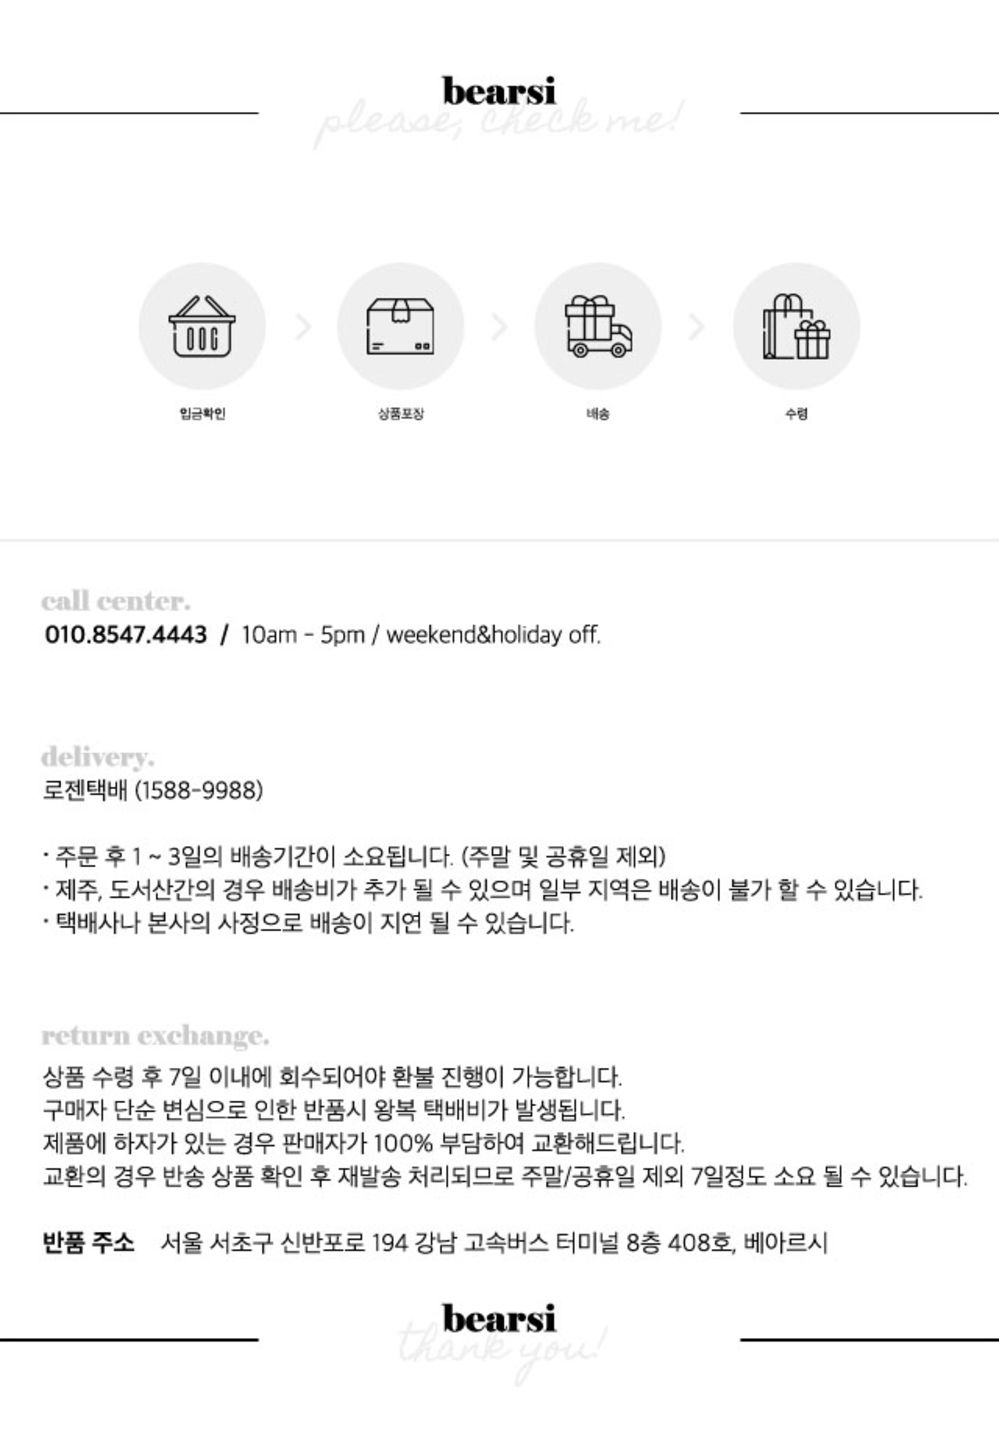 bearsi
please, check me!
입금확인
상품포장
배송
수령
call center.
010.8547.4443 / 10am - 5pm / weekend&holiday off.
delivery.
로젠택배 (1588-9988)
· 주문 후 1 ~ 3일의 배송기간이 소요됩니다. (주말 및 공휴일 제외)
· 제주, 도서산간의 경우 배송비가 추가 될 수 있으며 일부 지역은 배송이 불가 할 수 있습니다.
· 택배사나 본사의 사정으로 배송이 지연 될 수 있습니다.
return exchange.
상품 수령 후 7일 이내에 회수되어야 환불 진행이 가능합니다.
구매자 단순 변심으로 인한 반품시 왕복 택배비가 발생됩니다.
제품에 하자가 있는 경우 판매자가 100% 부담하여 교환해드립니다.
교환의 경우 반송 상품 확인 후 재발송 처리되므로 주말/공휴일 제외 7일정도 소요 될 수 있습니다.
반품 주소 서울 서초구 신반포로 194 강남 고속버스 터미널 8층 408호, 베아르시
bearsi
thank you!